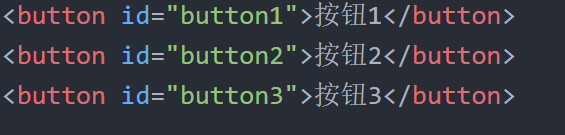 <button id="button1">按钮1</button>
<button id="button2">按钮2</button>
<button id="button3">按钮3</button>